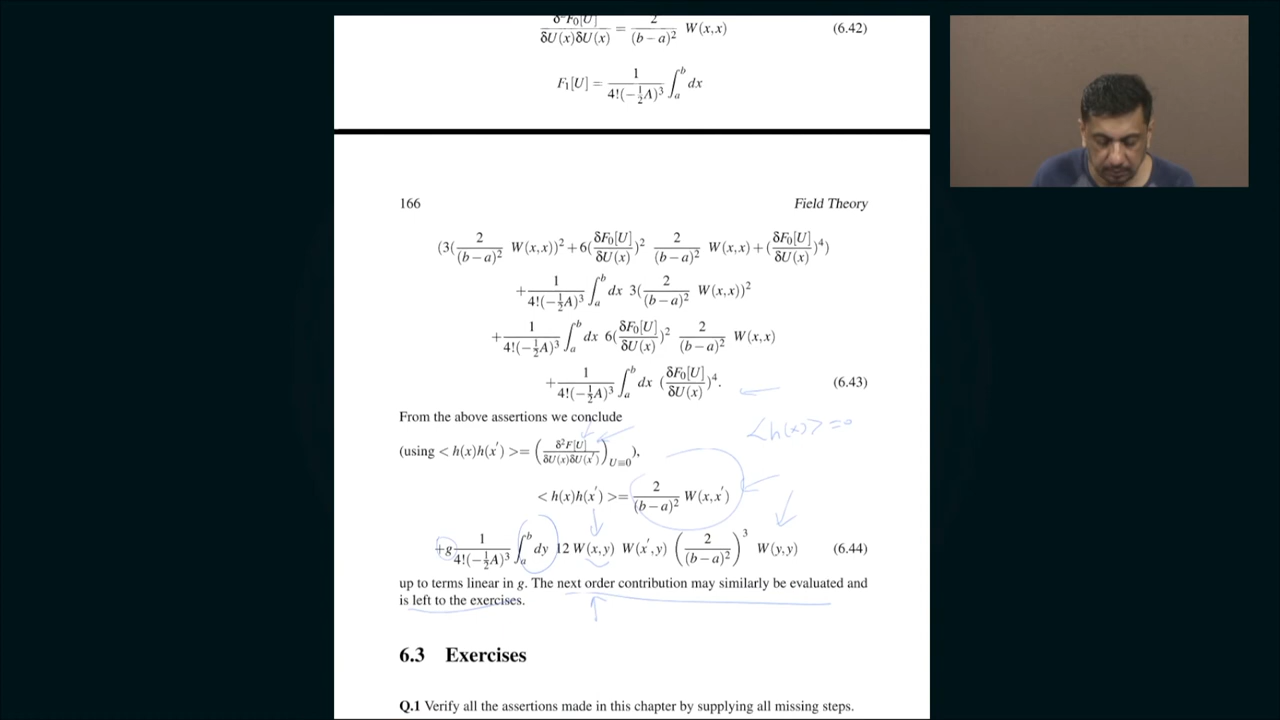 δ²F₀[U] / δU(x)δU(x) = 2 / (b−a)² W(x,x) (6.42)
F₁[U] = 1 / 4!(−½A)³ ∫ₐᵇ dx
166 Field Theory
(3(2 / (b−a)² W(x,x))² + 6(δF₀[U] / δU(x))² 2 / (b−a)² W(x,x) + (δF₀[U] / δU(x))⁴)
+ 1 / 4!(−½A)³ ∫ₐᵇ dx 3(2 / (b−a)² W(x,x))²
+ 1 / 4!(−½A)³ ∫ₐᵇ dx 6(δF₀[U] / δU(x))² 2 / (b−a)² W(x,x)
+ 1 / 4!(−½A)³ ∫ₐᵇ dx (δF₀[U] / δU(x))⁴. (6.43)
From the above assertions we conclude
<h(x)> = 0
(using < h(x)h(x′) >= (δ²F[U] / δU(x)δU(x′))_{U=0}),
< h(x)h(x′) >= 2 / (b−a)² W(x,x′)
+g 1 / 4!(−½A)³ ∫ₐᵇ dy 12 W(x,y) W(x′,y) (2 / (b−a)²)³ W(y,y) (6.44)
up to terms linear in g. The next order contribution may similarly be evaluated and
is left to the exercises.
6.3 Exercises
Q.1 Verify all the assertions made in this chapter by supplying all missing steps.